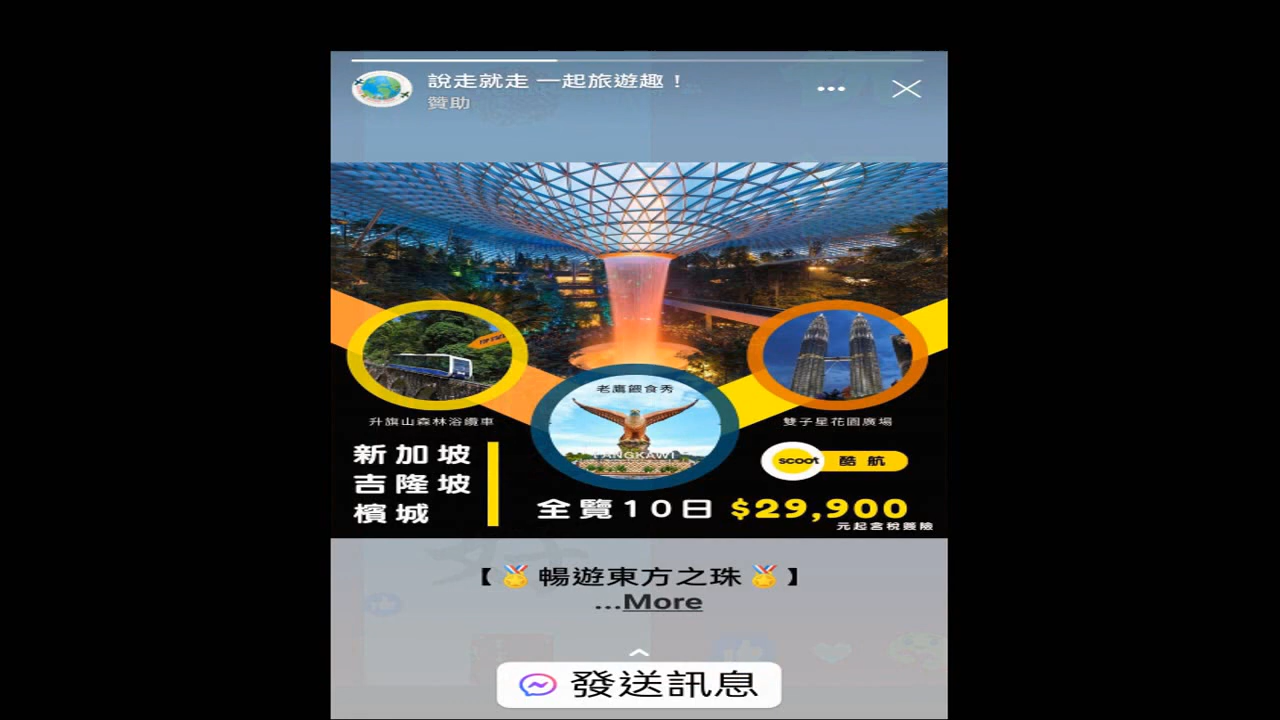 說走就走 一起旅遊趣！
贊助
TOP STATION
老鷹餵食秀
LANGKAWI
升旗山森林浴纜車
雙子星花園廣場
新加坡
吉隆坡
檳城
scoot 酷航
全覽10日 $29,900
元起含稅簽險
【🏅暢遊東方之珠🏅】
...More
發送訊息